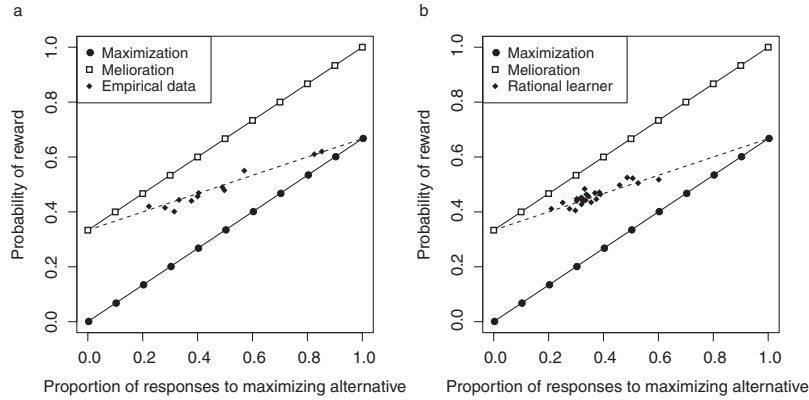 a
Maximization
Melioration
Empirical data
Probability of reward
0.0 0.2 0.4 0.6 0.8 1.0
0.0 0.2 0.4 0.6 0.8 1.0
Proportion of responses to maximizing alternative
b
Maximization
Melioration
Rational learner
Probability of reward
0.0 0.2 0.4 0.6 0.8 1.0
0.0 0.2 0.4 0.6 0.8 1.0
Proportion of responses to maximizing alternative